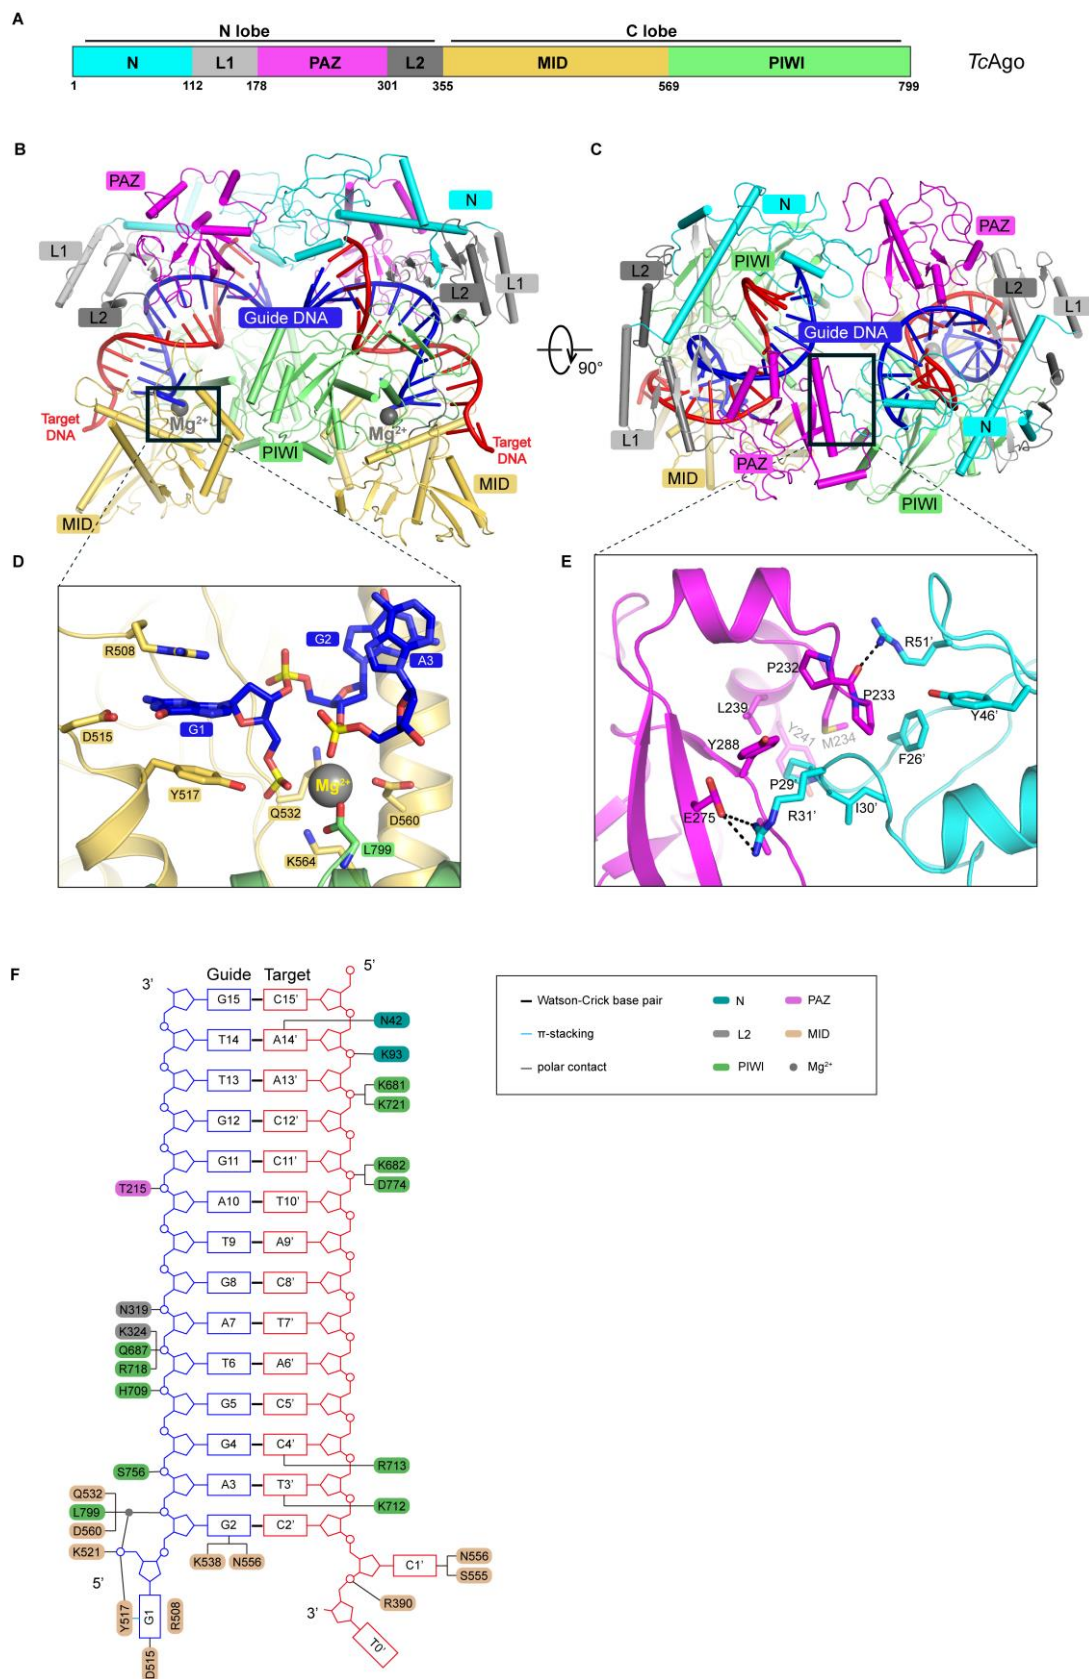 A
N lobe
C lobe
N
L1
PAZ
L2
MID
PIWI
TcAgo
1
112
178
301
355
569
799
B
PAZ
N
L1
L2
L2
L1
Guide DNA
Target
DNA
Mg²⁺
Mg²⁺
Target
DNA
PIWI
MID
MID
90°
C
N
PAZ
PIWI
L2
L2
L1
Guide DNA
L1
MID
PAZ
N
PIWI
D
R508
G2
A3
D515
G1
Y517
Mg²⁺
Q532
D560
L799
K564
E
P232
R51'
P233
L239
Y46'
Y241
M234
Y288
F26'
P29'
E275
R31'
I30'
F
3'
Guide
Target
5'
G15
C15'
T14
A14'
N42
K93
T13
A13'
K681
K721
G12
C12'
G11
C11'
K682
D774
T215
A10
T10'
T9
A9'
G8
C8'
N319
K324
A7
T7'
Q687
R718
T6
A6'
H709
G5
C5'
G4
C4'
R713
S756
A3
T3'
K712
Q532
L799
D560
G2
C2'
K521
K538
N556
C1'
N556
S555
5'
R390
Y517
G1
R508
3'
T0'
D515
Watson-Crick base pair
N
PAZ
π-stacking
L2
MID
polar contact
PIWI
Mg²⁺